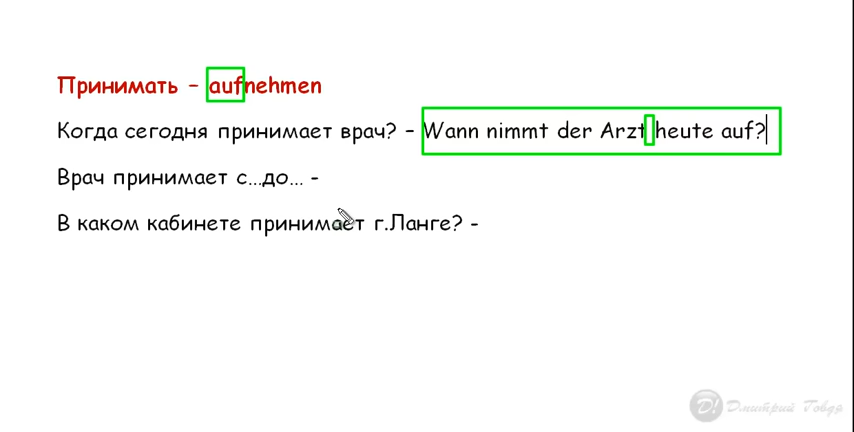 Принимать – aufnehmen
Когда сегодня принимает врач? – Wann nimmt der Arzt heute auf?
Врач принимает с...до... -
В каком кабинете принимает г.Ланге? -
D! Дмитрий Говдя